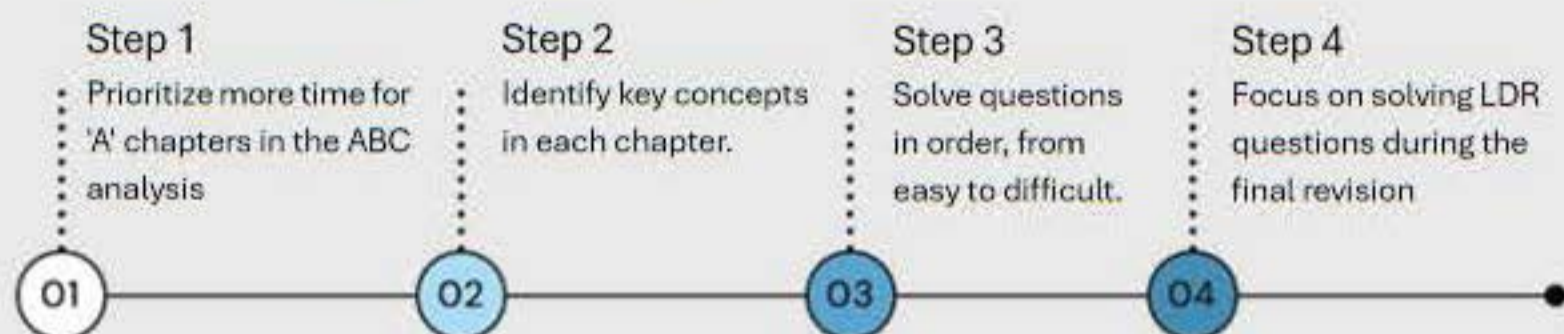 Step 1
Prioritize more time for
'A' chapters in the ABC
analysis
Step 2
Identify key concepts
in each chapter.
Step 3
Solve questions
in order, from
easy to difficult.
Step 4
Focus on solving LDR
questions during the
final revision
01
02
03
04